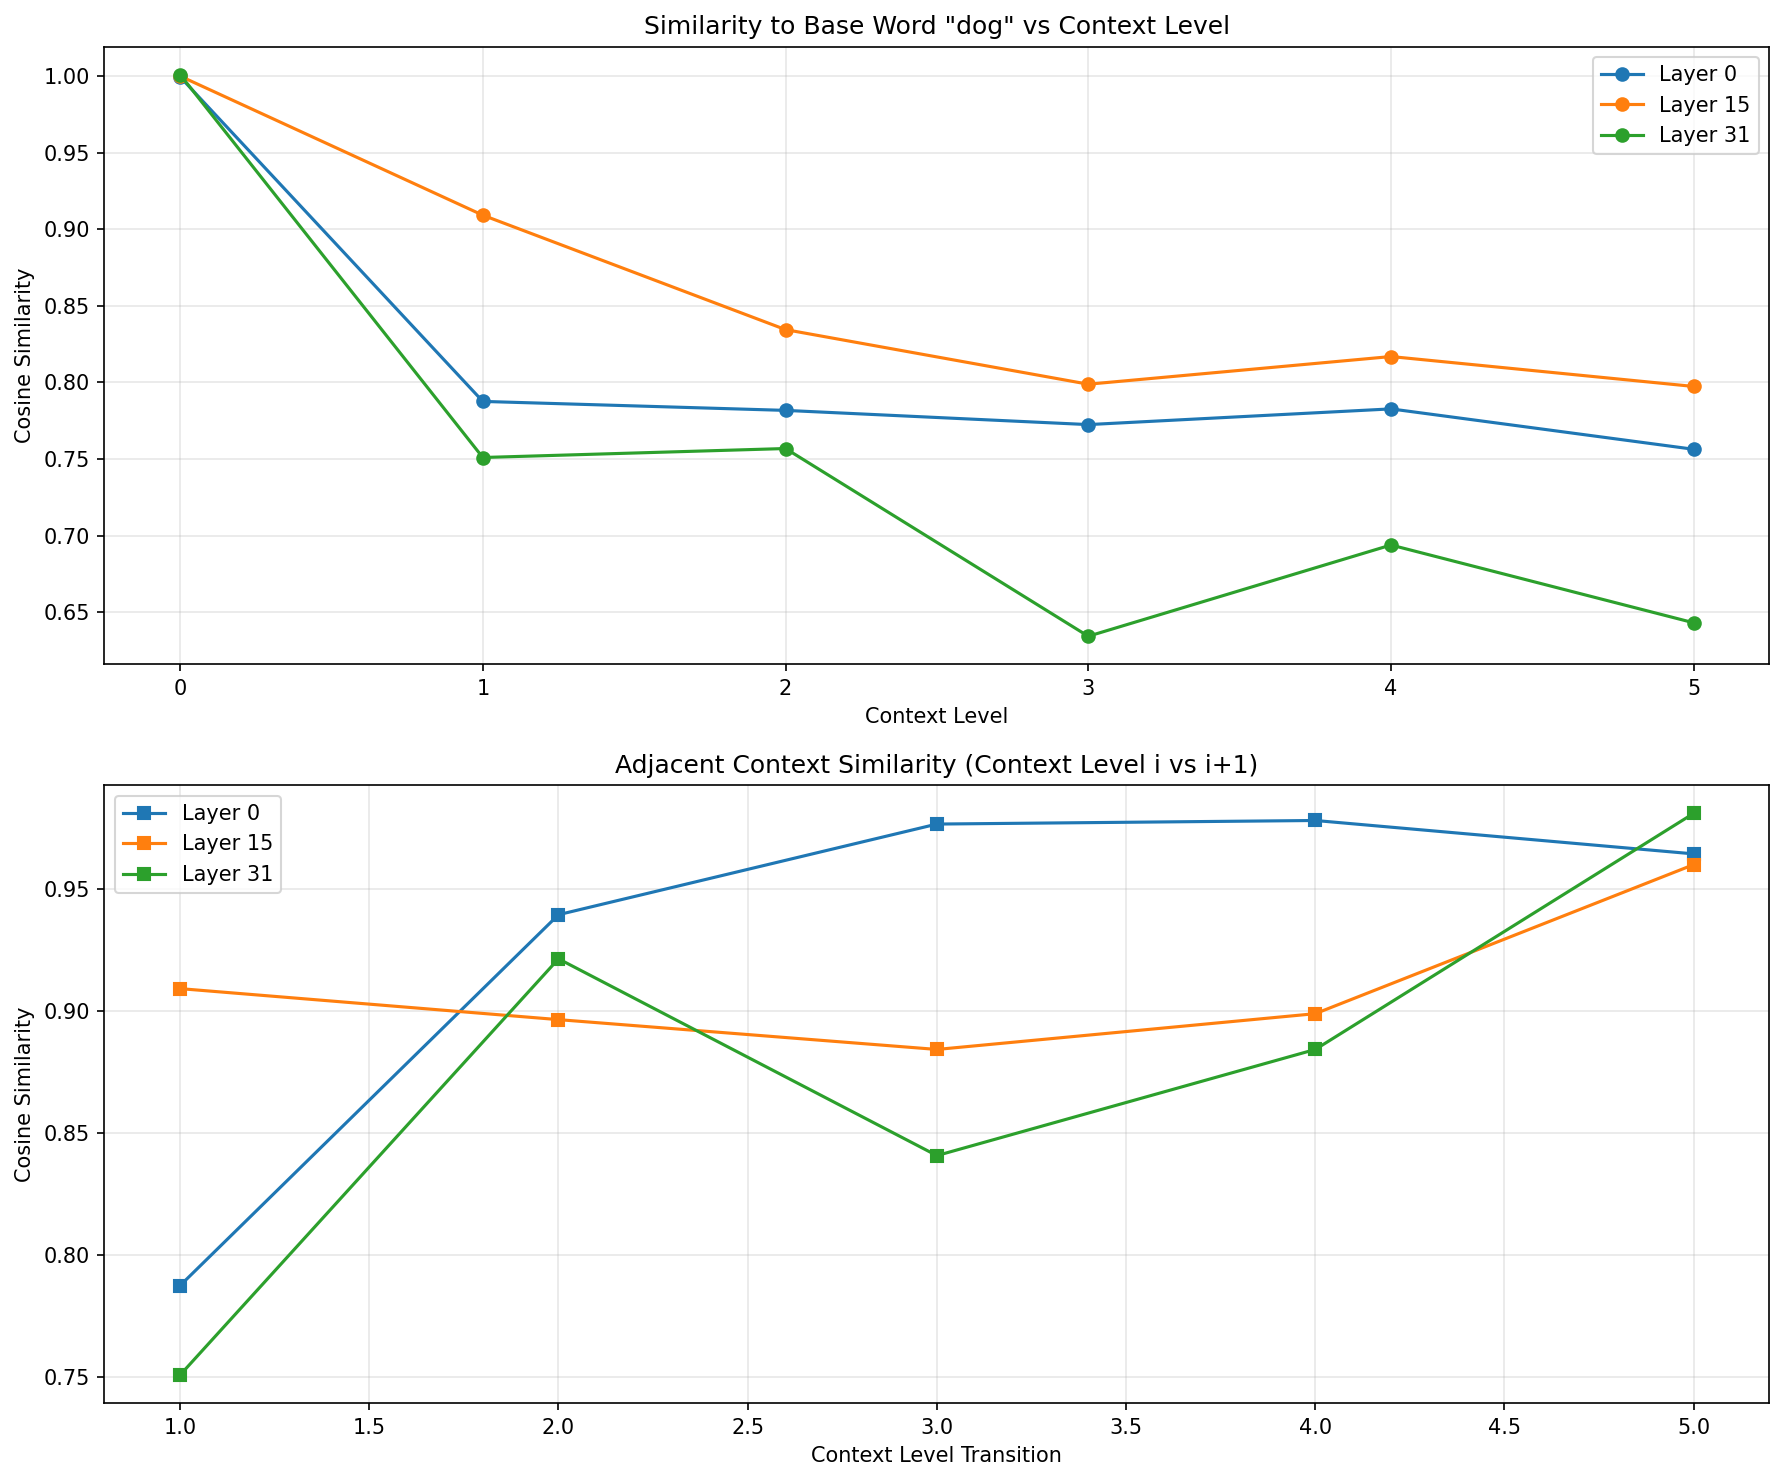 Similarity to Base Word "dog" vs Context Level
Layer 0
Layer 15
Layer 31
Cosine Similarity
1.00
0.95
0.90
0.85
0.80
0.75
0.70
0.65
0 1 2 3 4 5
Context Level
Adjacent Context Similarity (Context Level i vs i+1)
Layer 0
Layer 15
Layer 31
Cosine Similarity
0.95
0.90
0.85
0.80
0.75
1.0 1.5 2.0 2.5 3.0 3.5 4.0 4.5 5.0
Context Level Transition